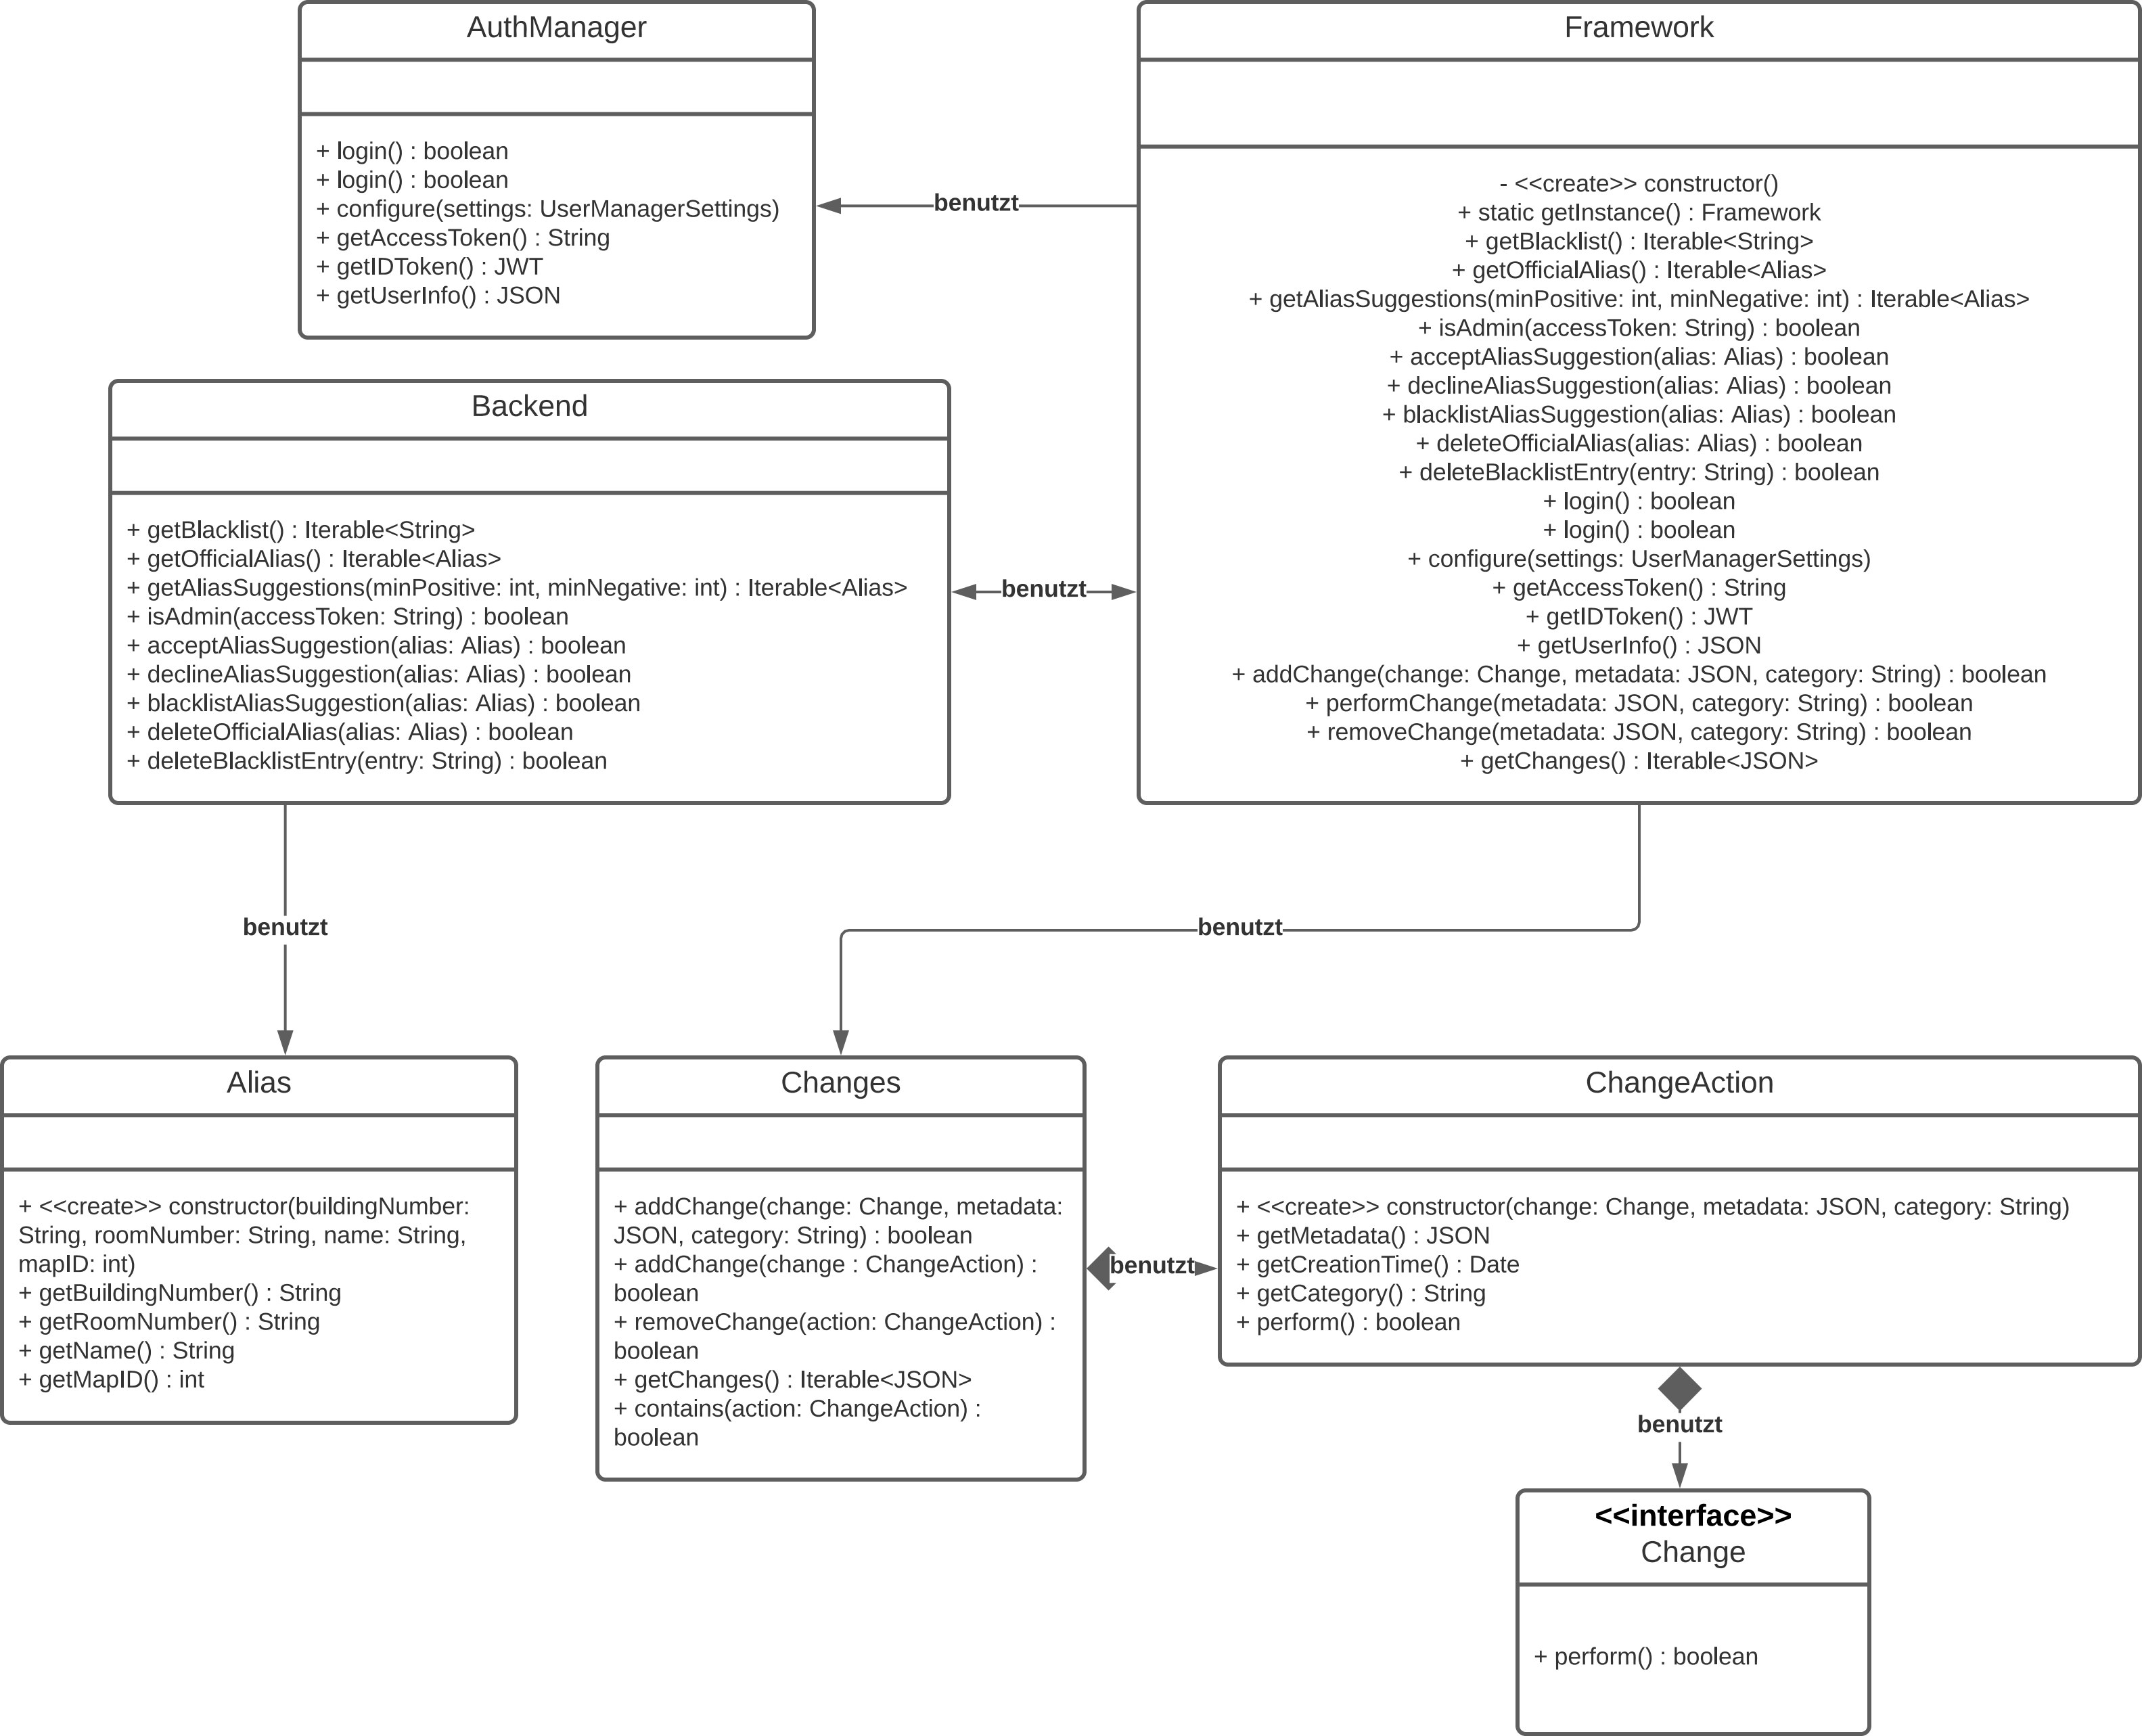 AuthManager
+ login() : boolean
+ login() : boolean
+ configure(settings: UserManagerSettings)
+ getAccessToken() : String
+ getIDToken() : JWT
+ getUserInfo() : JSON
benutzt
Framework
- <<create>> constructor()
+ static getInstance() : Framework
+ getBlacklist() : Iterable<String>
+ getOfficialAlias() : Iterable<Alias>
+ getAliasSuggestions(minPositive: int, minNegative: int) : Iterable<Alias>
+ isAdmin(accessToken: String) : boolean
+ acceptAliasSuggestion(alias: Alias) : boolean
+ declineAliasSuggestion(alias: Alias) : boolean
+ blacklistAliasSuggestion(alias: Alias) : boolean
+ deleteOfficialAlias(alias: Alias) : boolean
+ deleteBlacklistEntry(entry: String) : boolean
+ login() : boolean
+ login() : boolean
+ configure(settings: UserManagerSettings)
+ getAccessToken() : String
+ getIDToken() : JWT
+ getUserInfo() : JSON
+ addChange(change: Change, metadata: JSON, category: String) : boolean
+ performChange(metadata: JSON, category: String) : boolean
+ removeChange(metadata: JSON, category: String) : boolean
+ getChanges() : Iterable<JSON>
Backend
+ getBlacklist() : Iterable<String>
+ getOfficialAlias() : Iterable<Alias>
+ getAliasSuggestions(minPositive: int, minNegative: int) : Iterable<Alias>
+ isAdmin(accessToken: String) : boolean
+ acceptAliasSuggestion(alias: Alias) : boolean
+ declineAliasSuggestion(alias: Alias) : boolean
+ blacklistAliasSuggestion(alias: Alias) : boolean
+ deleteOfficialAlias(alias: Alias) : boolean
+ deleteBlacklistEntry(entry: String) : boolean
benutzt
benutzt
benutzt
Alias
+ <<create>> constructor(buildingNumber:
String, roomNumber: String, name: String,
mapID: int)
+ getBuildingNumber() : String
+ getRoomNumber() : String
+ getName() : String
+ getMapID() : int
Changes
+ addChange(change: Change, metadata:
JSON, category: String) : boolean
+ addChange(change : ChangeAction) :
boolean
+ removeChange(action: ChangeAction) :
boolean
+ getChanges() : Iterable<JSON>
+ contains(action: ChangeAction) :
boolean
benutzt
ChangeAction
+ <<create>> constructor(change: Change, metadata: JSON, category: String)
+ getMetadata() : JSON
+ getCreationTime() : Date
+ getCategory() : String
+ perform() : boolean
benutzt
<<interface>>
Change
+ perform() : boolean